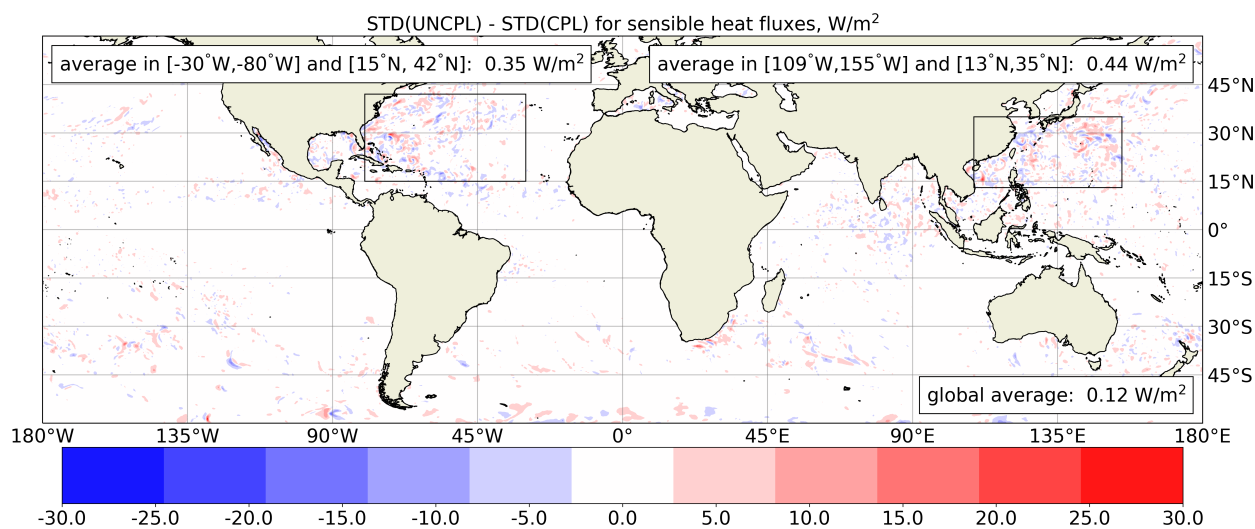 STD(UNCPL) - STD(CPL) for sensible heat fluxes, W/m²
average in [-30˚W,-80˚W] and [15˚N, 42˚N]: 0.35 W/m²
average in [109˚W,155˚W] and [13˚N,35˚N]: 0.44 W/m²
45°N
30°N
15°N
0°
15°S
30°S
45°S
global average: 0.12 W/m²
180°W 135°W 90°W 45°W 0° 45°E 90°E 135°E 180°E
-30.0 -25.0 -20.0 -15.0 -10.0 -5.0 0.0 5.0 10.0 15.0 20.0 25.0 30.0